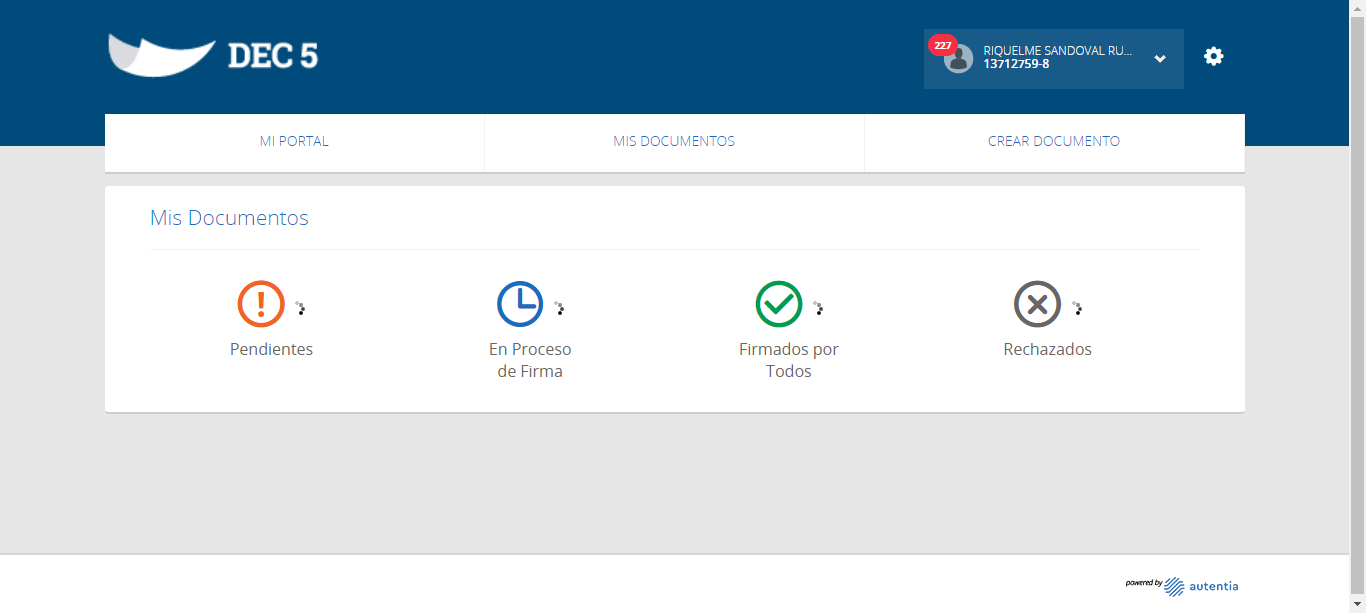 DEC 5
227
RIQUELME SANDOVAL RU...
13712759-8
MI PORTAL
MIS DOCUMENTOS
CREAR DOCUMENTO
Mis Documentos
Pendientes
En Proceso
de Firma
Firmados por
Todos
Rechazados
powered by
autentia